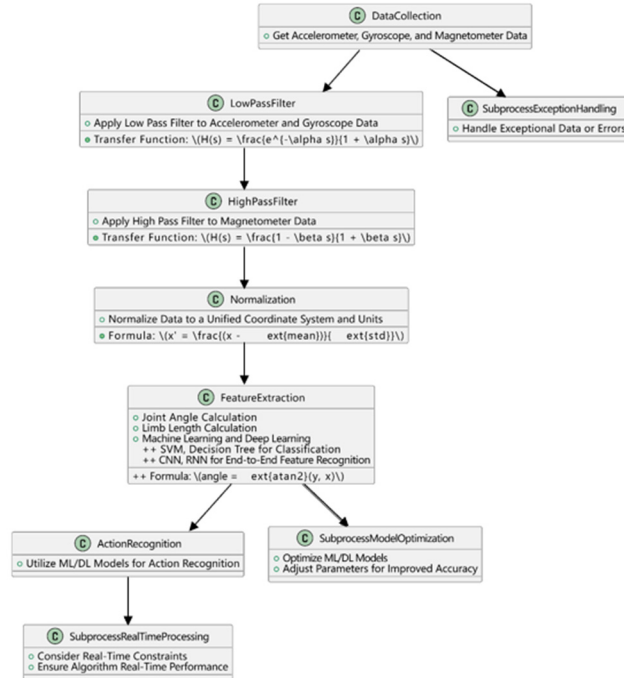 C DataCollection
Get Accelerometer, Gyroscope, and Magnetometer Data
C LowPassFilter
Apply Low Pass Filter to Accelerometer and Gyroscope Data
Transfer Function: \(H(s) = \frac{e^{-\alpha s}}{1 + \alpha s}\)
C SubprocessExceptionHandling
Handle Exceptional Data or Errors
C HighPassFilter
Apply High Pass Filter to Magnetometer Data
Transfer Function: \(H(s) = \frac{1 - \beta s}{1 + \beta s}\)
C Normalization
Normalize Data to a Unified Coordinate System and Units
Formula: \(x' = \frac{(x - ext{mean})}{ ext{std}}\)
C FeatureExtraction
Joint Angle Calculation
Limb Length Calculation
Machine Learning and Deep Learning
++ SVM, Decision Tree for Classification
++ CNN, RNN for End-to-End Feature Recognition
++ Formula: \(angle = ext{atan2}(y, x)\)
C ActionRecognition
Utilize ML/DL Models for Action Recognition
C SubprocessModelOptimization
Optimize ML/DL Models
Adjust Parameters for Improved Accuracy
C SubprocessRealTimeProcessing
Consider Real-Time Constraints
Ensure Algorithm Real-Time Performance